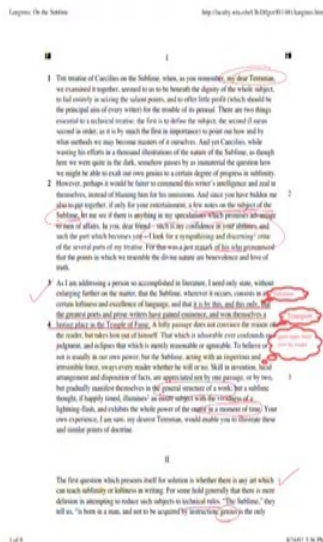 Longinus: On the Sublime
I
1 THE treatise of Caecilius on the Sublime, when, as you remember, my dear Terentian,
we examined it together, seemed to us to be beneath the dignity of the whole subject,
to fail entirely in seizing the salient points, and to offer little profit (which should be
the principal aim of every writer) for the trouble of its perusal. There are two things
essential to a technical treatise: the first is to define the subject; the second (I mean
second in order, as it is by much the first in importance) to point out how and by
what methods we may become masters of it ourselves. And yet Caecilius, while
wasting his efforts in a thousand illustrations of the nature of the Sublime, as though
here we were quite in the dark, somehow passes by as immaterial the question how
we might be able to exalt our own genius to a certain degree of progress in sublimity.
2 However, perhaps it would be fairer to commend this writer's intelligence and zeal in
themselves, instead of blaming him for his omissions. And since you have bidden me
also to put together, if only for your entertainment, a few notes on the subject of the
Sublime, let me see if there is anything in my speculations which promises advantage
to men of affairs. In you, dear friend—such is my confidence in your abilities, and
such the part which becomes you—I look for a sympathising and discerning critic
of the several parts of my treatise. For that was a just remark of his who pronounced
that the points in which we resemble the divine nature are benevolence and love of
truth.
2
3 As I am addressing a person so accomplished in literature, I need only state, without
enlarging further on the matter, that the Sublime, wherever it occurs, consists in a
certain loftiness and excellence of language, and that it is by this, and this only, that
the greatest poets and prose writers have gained eminence, and won themselves a
4 lasting place in the Temple of Fame. A lofty passage does not convince the reason of
the reader, but takes him out of himself. That which is admirable ever confounds our
judgment, and eclipses that which is merely reasonable or agreeable. To believe or
not is usually in our own power; but the Sublime, acting with an imperious and
irresistible force, sways every reader whether he will or no. Skill in invention, lucid
arrangement and disposition of facts, are appreciated not by one passage, or by two,
but gradually manifest themselves in the general structure of a work; but a sublime
thought, if happily timed, illumines an entire subject with the vividness of a
lightning-flash, and exhibits the whole power of the orator in a moment of time. Your
own experience, I am sure, my dearest Terentian, would enable you to illustrate these
and similar points of doctrine.
3
II
The first question which presents itself for solution is whether there is any art which
can teach sublimity or loftiness in writing. For some hold generally that there is mere
delusion in attempting to reduce such subjects to technical rules. "The Sublime," they
tell us, "is born in a man, and not to be acquired by instruction; genius is the only